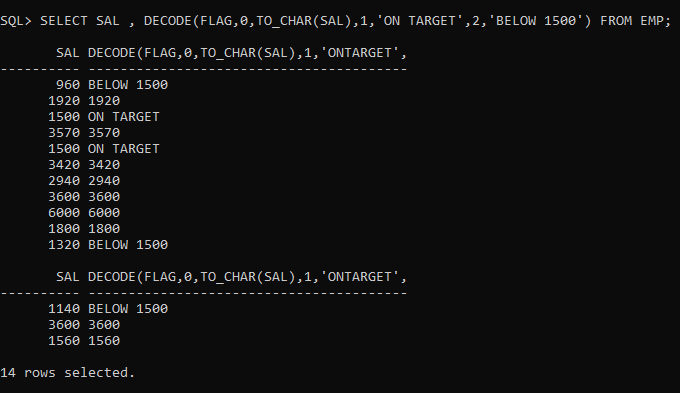 SQL> SELECT SAL , DECODE(FLAG,0,TO_CHAR(SAL),1,'ON TARGET',2,'BELOW 1500') FROM EMP;
       SAL DECODE(FLAG,0,TO_CHAR(SAL),1,'ONTARGET',
---------- ----------------------------------------
       960 BELOW 1500
      1920 1920
      1500 ON TARGET
      3570 3570
      1500 ON TARGET
      3420 3420
      2940 2940
      3600 3600
      6000 6000
      1800 1800
      1320 BELOW 1500
       SAL DECODE(FLAG,0,TO_CHAR(SAL),1,'ONTARGET',
---------- ----------------------------------------
      1140 BELOW 1500
      3600 3600
      1560 1560
14 rows selected.